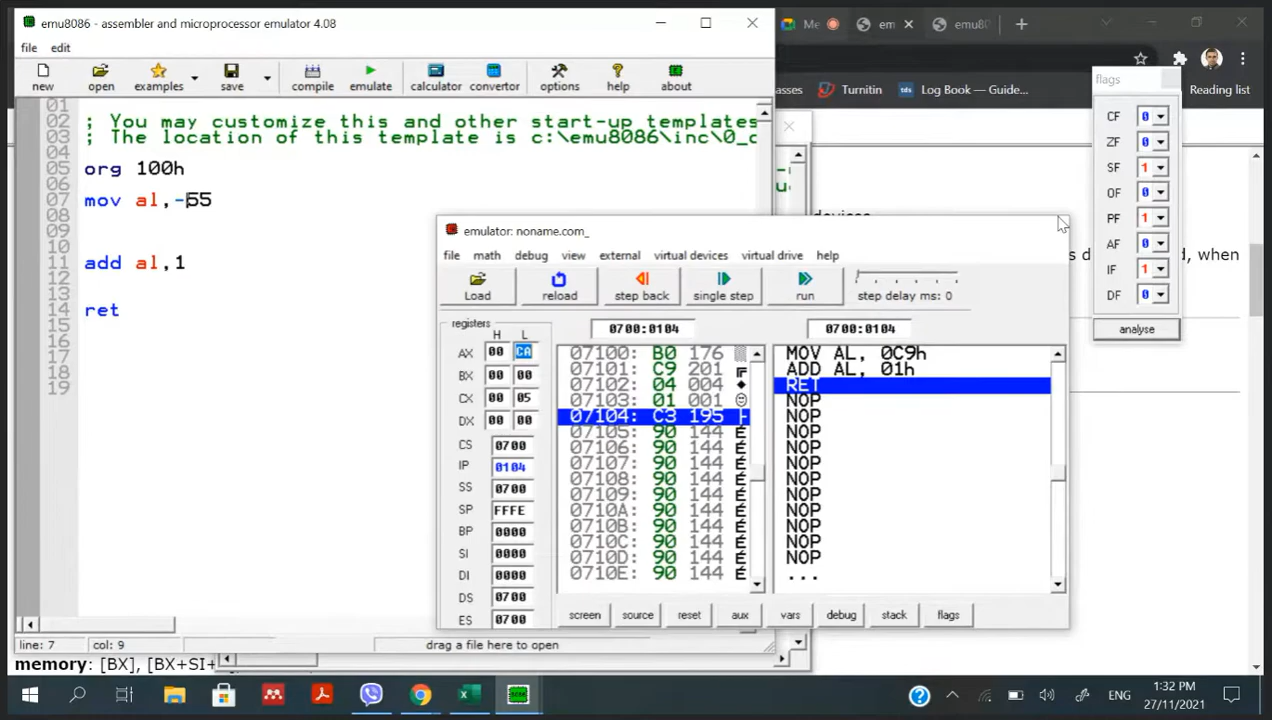 emu8086 - assembler and microprocessor emulator 4.08
file edit
new open examples save compile emulate calculator convertor options help about
01
02 ; You may customize this and other start-up templates
03 ; The location of this template is c:\emu8086\inc\0_c
04
05 org 100h
06
07 mov al,-55
08
09
10
11 add al,1
12
13
14 ret
15
16
17
18
19
line: 7 col: 9 drag a file here to open
memory: [BX], [BX+SI+
emulator: noname.com_
file math debug view external virtual devices virtual drive help
Load reload step back single step run step delay ms: 0
registers
H L
0700:0104 0700:0104
AX 00 CA
BX 00 00
CX 00 05
DX 00 00
CS 0700
IP 0104
SS 0700
SP FFFE
BP 0000
SI 0000
DI 0000
DS 0700
ES 0700
07100: B0 176
07101: C9 201
07102: 04 004
07103: 01 001
07104: C3 195
07105: 90 144 É
07106: 90 144 É
07107: 90 144 É
07108: 90 144 É
07109: 90 144 É
0710A: 90 144 É
0710B: 90 144 É
0710C: 90 144 É
0710D: 90 144 É
0710E: 90 144 É
MOV AL, 0C9h
ADD AL, 01h
RET
NOP
NOP
NOP
NOP
NOP
NOP
NOP
NOP
NOP
NOP
NOP
...
screen source reset aux vars debug stack flags
Me em emu80
asses Turnitin Log Book — Guide... Reading list
flags
CF 0
ZF 0
SF 1
OF 0
PF 1
AF 0
IF 1
DF 0
analyse
d, when
ENG
1:32 PM
27/11/2021